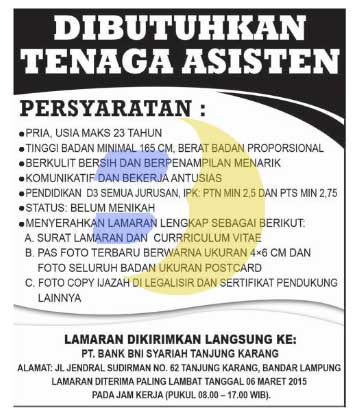 DIBUTUHKAN
TENAGA ASISTEN
PERSYARATAN :
● PRIA, USIA MAKS 23 TAHUN
● TINGGI BADAN MINIMAL 165 CM, BERAT BADAN PROPORSIONAL
● BERKULIT BERSIH DAN BERPENAMPILAN MENARIK
● KOMUNIKATIF DAN BEKERJA ANTUSIAS
● PENDIDIKAN D3 SEMUA JURUSAN, IPK: PTN MIN 2,5 DAN PTS MIN 2,75
● STATUS: BELUM MENIKAH
● MENYERAHKAN LAMARAN LENGKAP SEBAGAI BERIKUT:
A. SURAT LAMARAN DAN CURRRICULUM VITAE
B. PAS FOTO TERBARU BERWARNA UKURAN 4×6 CM DAN
FOTO SELURUH BADAN UKURAN POSTCARD
C. FOTO COPY IJAZAH DI LEGALISIR DAN SERTIFIKAT PENDUKUNG
LAINNYA
LAMARAN DIKIRIMKAN LANGSUNG KE:
PT. BANK BNI SYARIAH TANJUNG KARANG
ALAMAT: JL JENDRAL SUDIRMAN NO. 62 TANJUNG KARANG, BANDAR LAMPUNG
LAMARAN DITERIMA PALING LAMBAT TANGGAL 06 MARET 2015
PADA JAM KERJA (PUKUL 08.00 – 17.00 WIB).